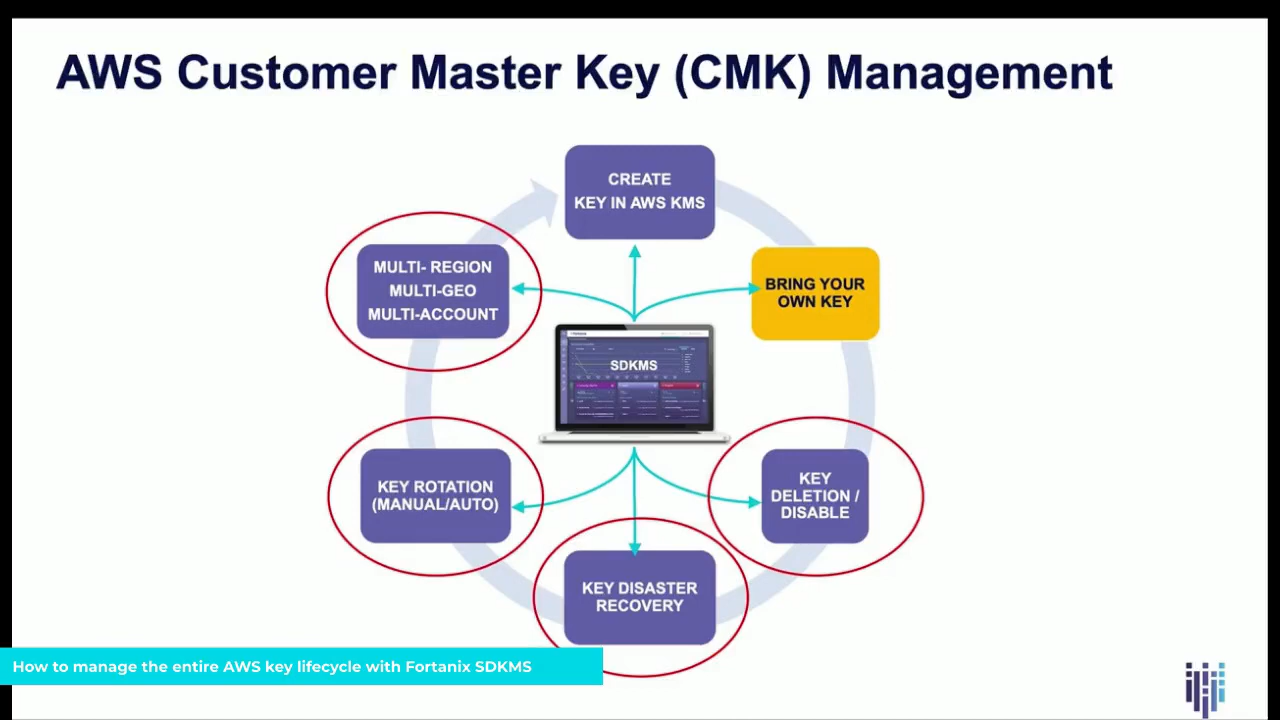 AWS Customer Master Key (CMK) Management
CREATE
KEY IN AWS KMS
MULTI- REGION
MULTI-GEO
MULTI-ACCOUNT
BRING YOUR
OWN KEY
SDKMS
KEY ROTATION
(MANUAL/AUTO)
KEY
DELETION /
DISABLE
KEY DISASTER
RECOVERY
How to manage the entire AWS key lifecycle with Fortanix SDKMS